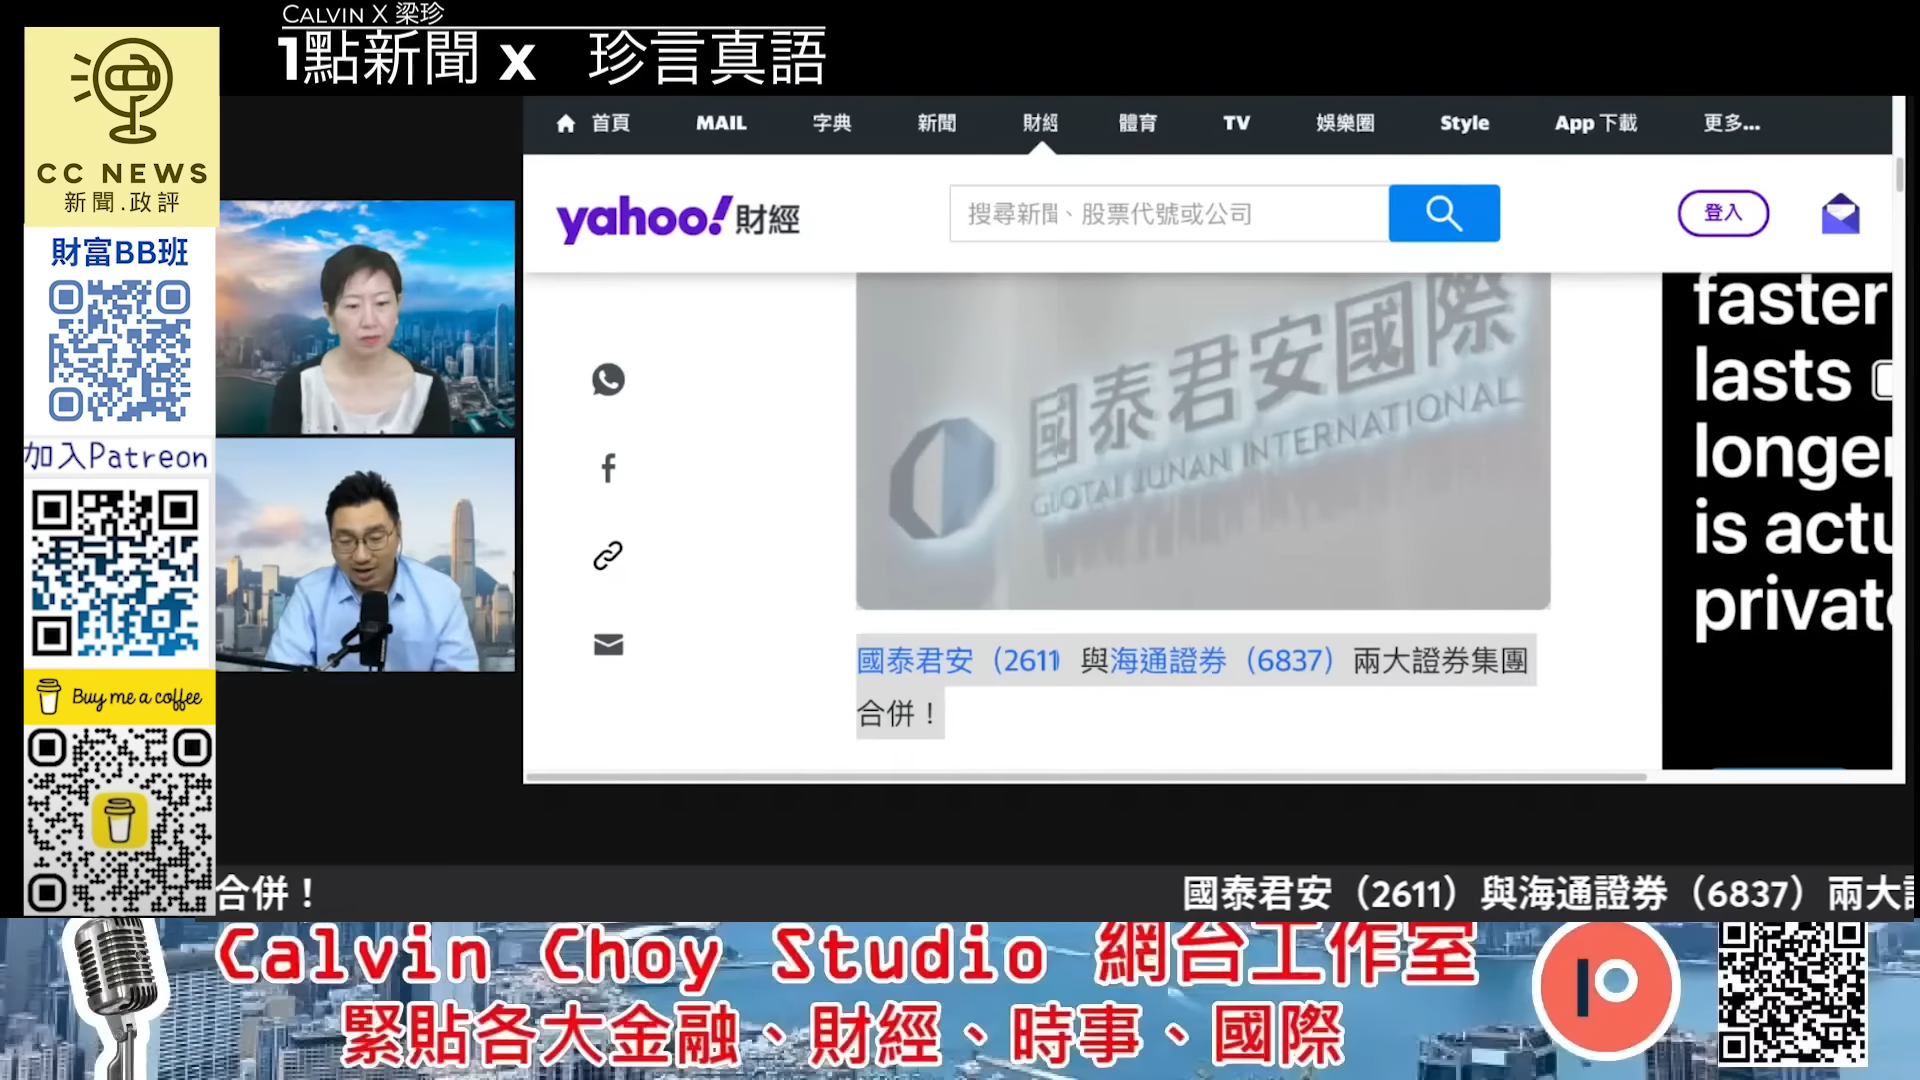 CALVIN X 梁珍
1點新聞 x 珍言真語
CC NEWS
新聞.政評
財富BB班
加入Patreon
Buy me a coffee
首頁 MAIL 字典 新聞 財經 體育 TV 娛樂圈 Style App 下載 更多...
yahoo!財經
搜尋新聞、股票代號或公司
登入
國泰君安國際
GUOTAI JUNAN INTERNATIONAL
faster
lasts
longer
is actu
private
國泰君安（2611 與海通證券（6837）兩大證券集團
合併！
合併！ 國泰君安（2611）與海通證券（6837）兩大
Calvin Choy Studio 網台工作室
緊貼各大金融、財經、時事、國際